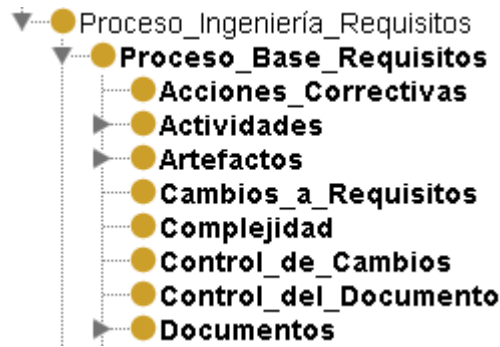 Proceso_Ingeniería_Requisitos
Proceso_Base_Requisitos
Acciones_Correctivas
Actividades
Artefactos
Cambios_a_Requisitos
Complejidad
Control_de_Cambios
Control_del_Documento
Documentos